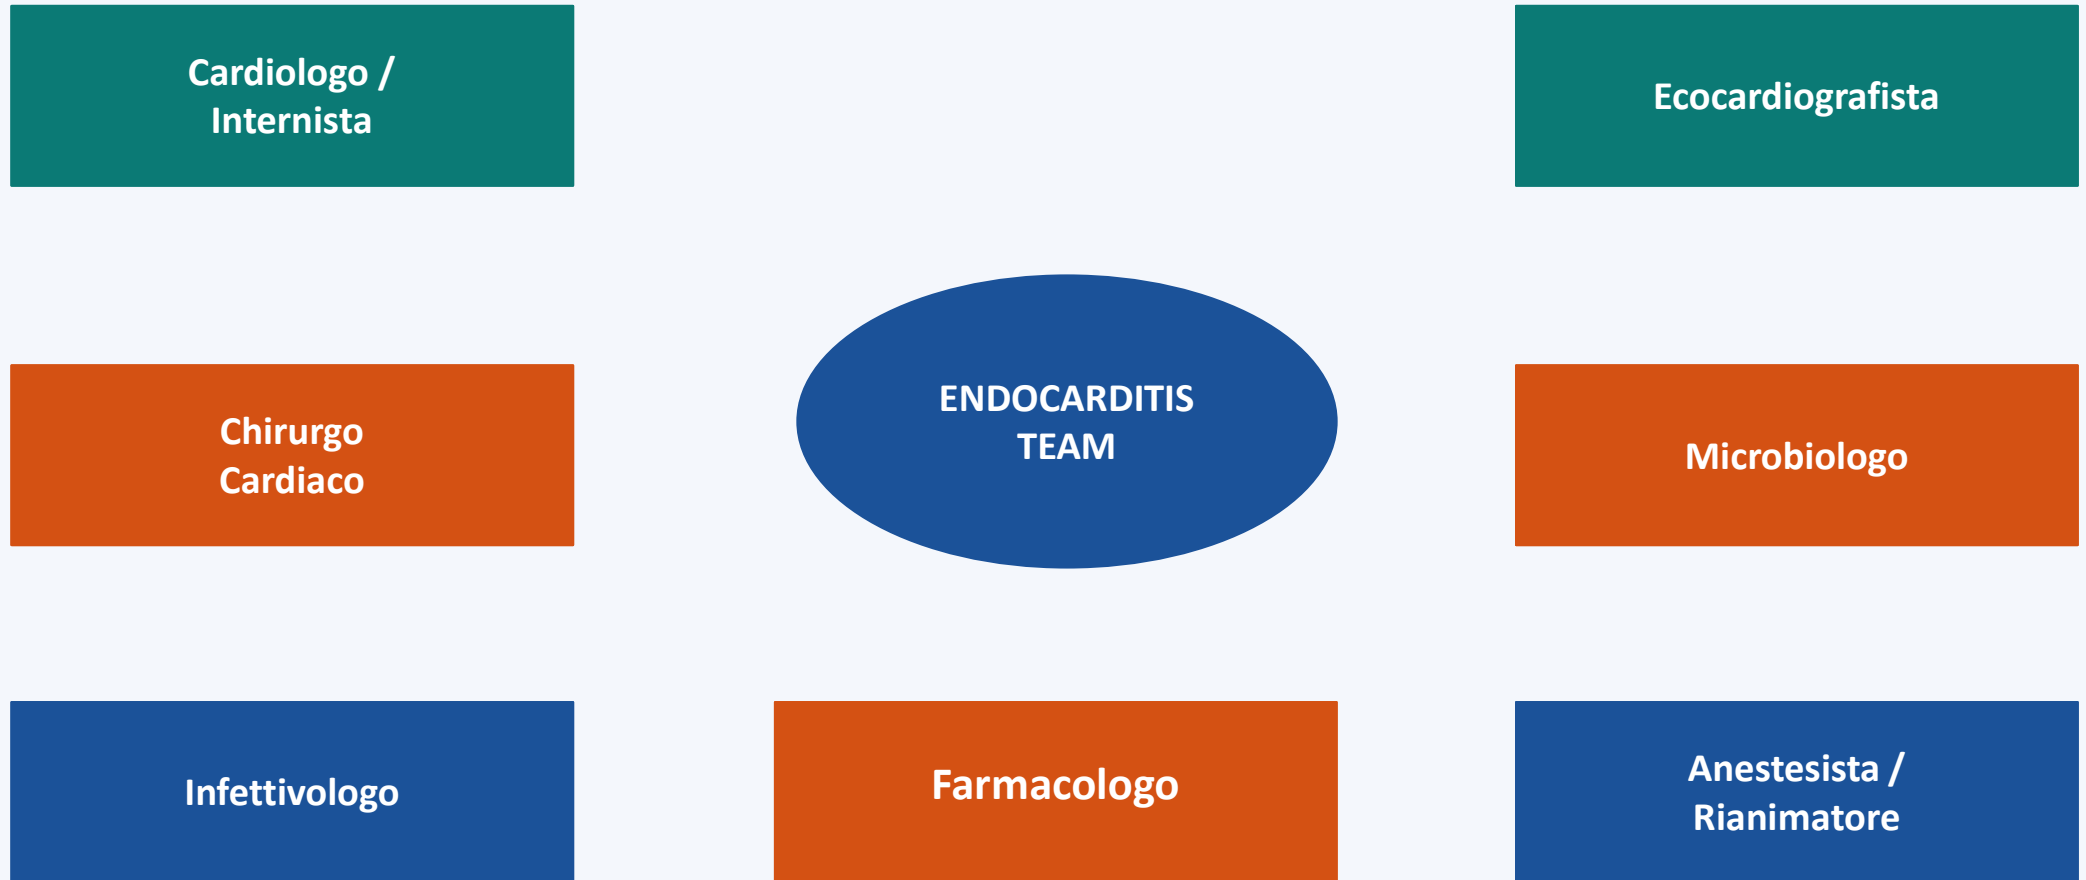 Cardiologo /
Internista
Ecocardiografista
Chirurgo
Cardiaco
ENDOCARDITIS
TEAM
Microbiologo
Infettivologo
Farmacologo
Anestesista /
Rianimatore